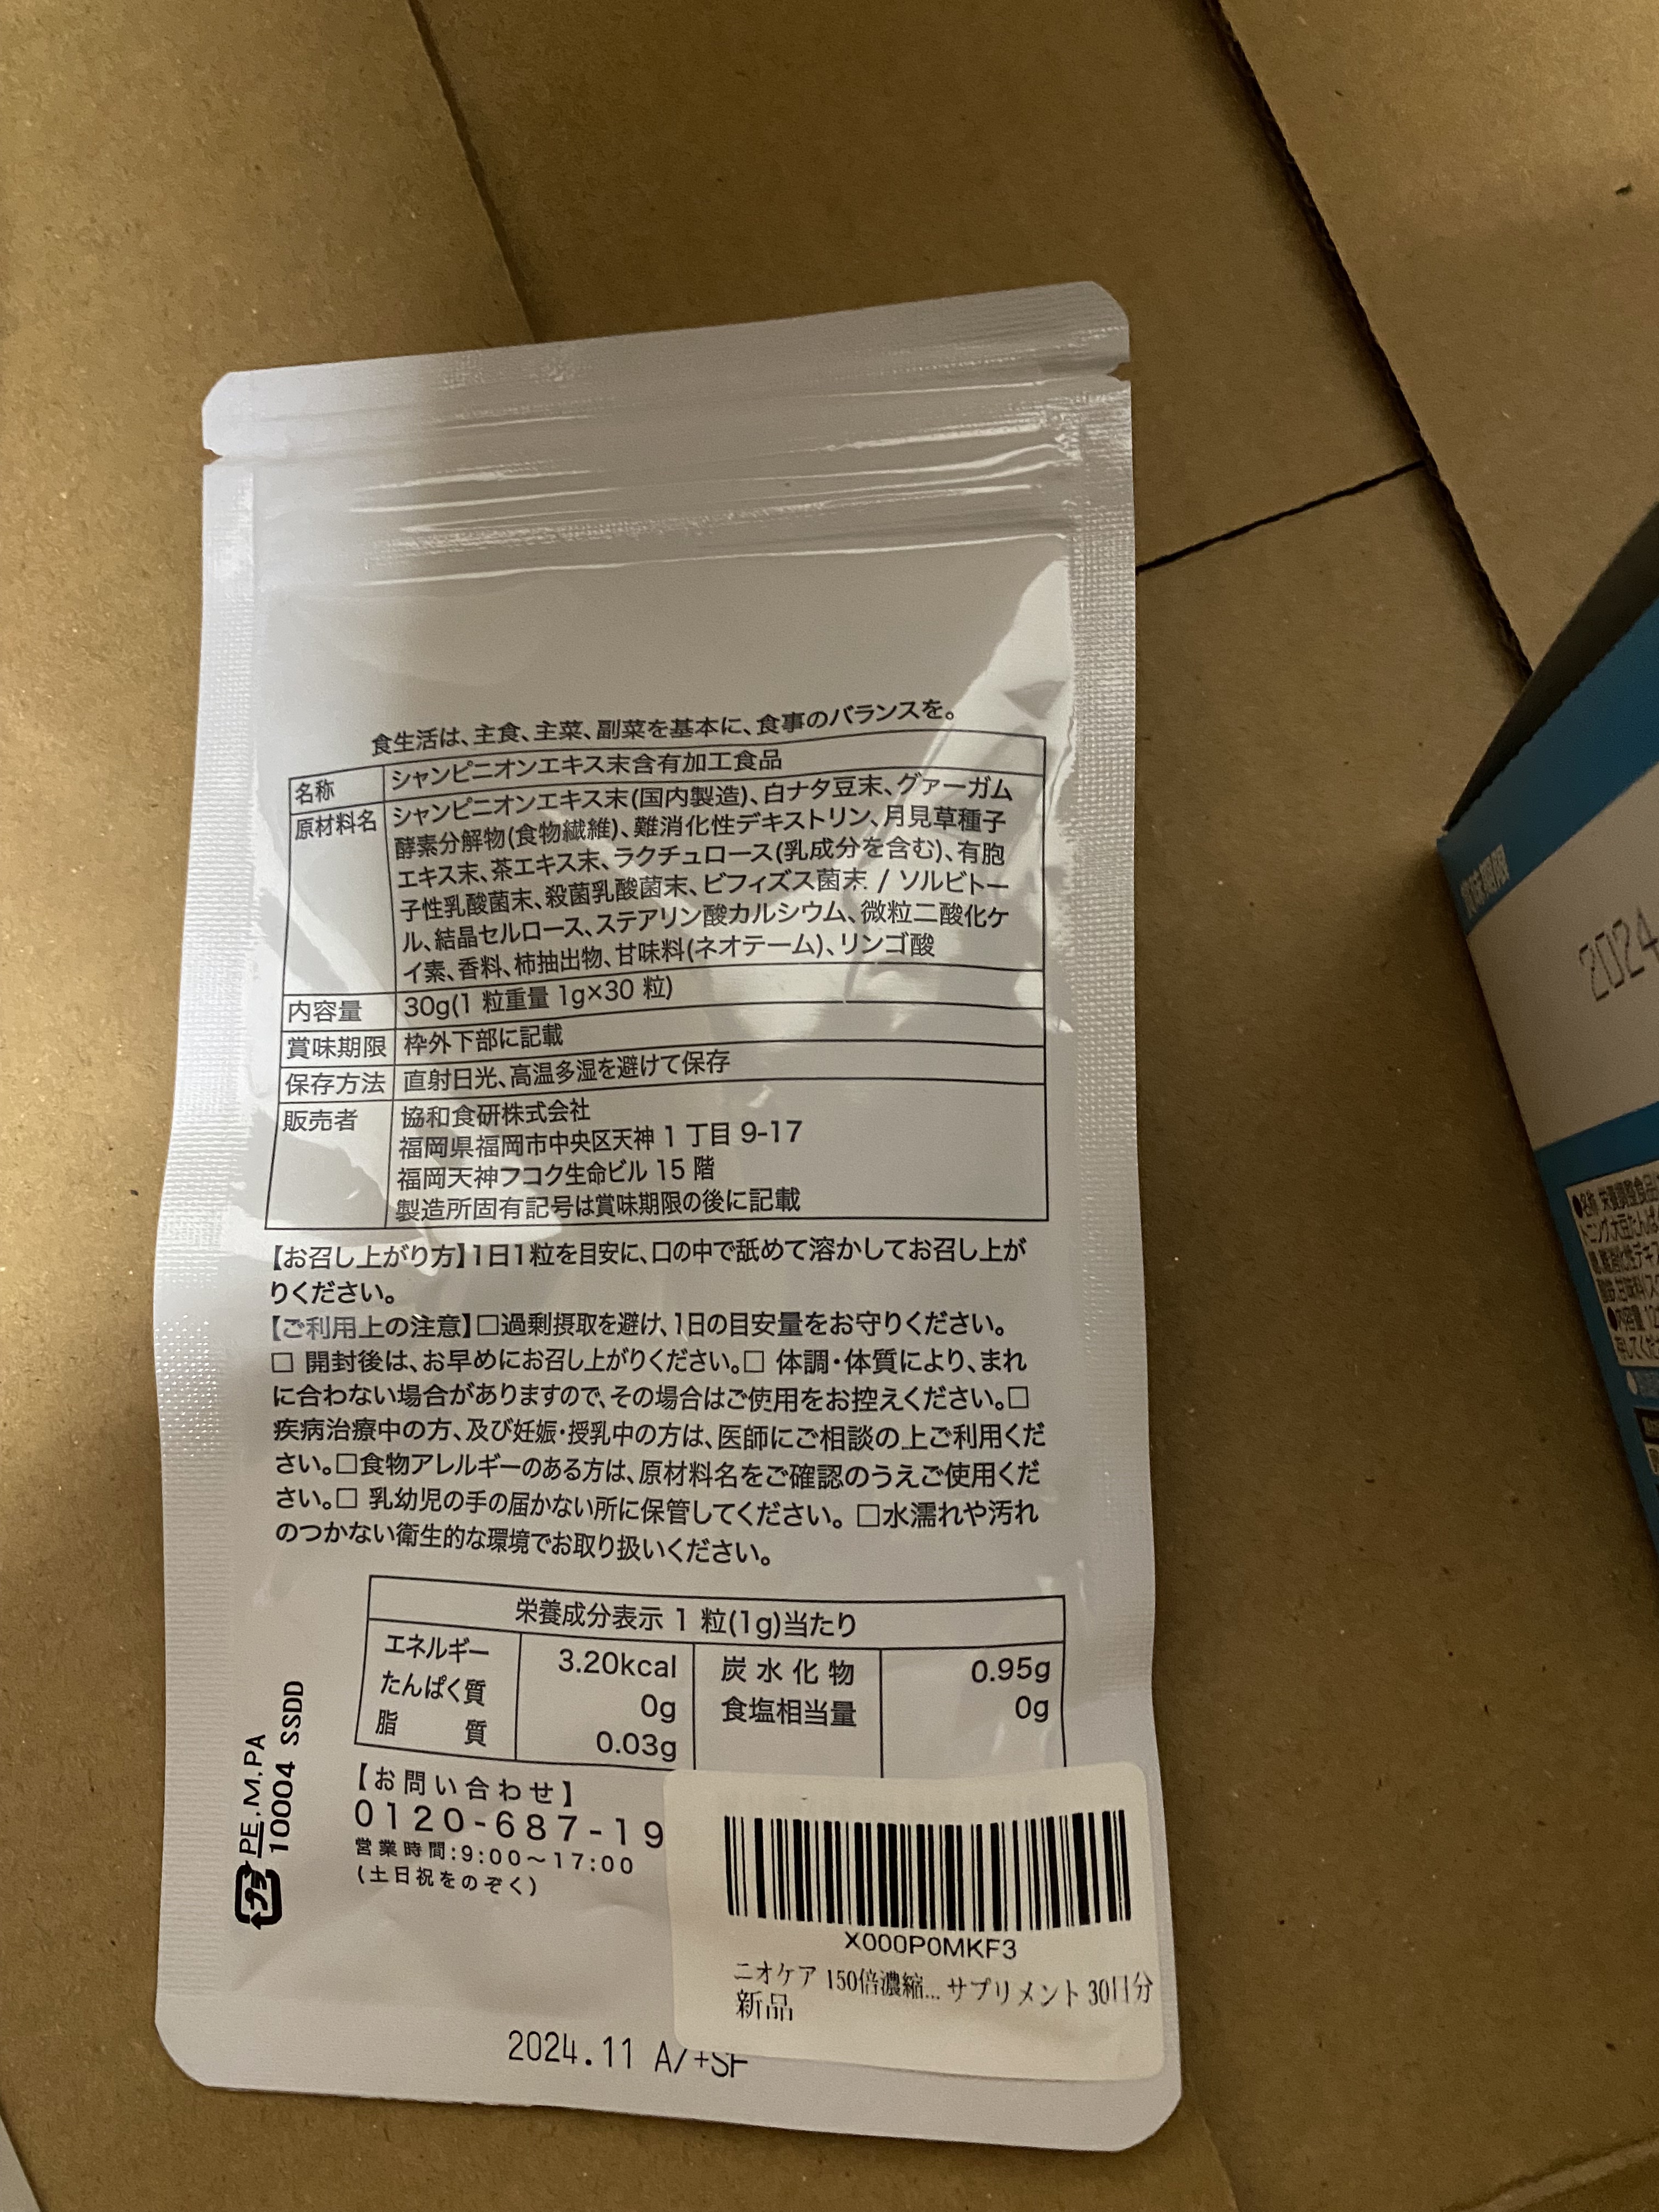 食生活は、主食、主菜、副菜を基本に、食事のバランスを。
名称 シャンピニオンエキス末含有加工食品
原材料名 シャンピニオンエキス末(国内製造)、白ナタ豆末、グァーガム
酵素分解物(食物繊維)、難消化性デキストリン、月見草種子
エキス末、茶エキス末、ラクチュロース(乳成分を含む)、有胞
子性乳酸菌末、殺菌乳酸菌末、ビフィズス菌末 / ソルビトー
ル、結晶セルロース、ステアリン酸カルシウム、微粒二酸化ケ
イ素、香料、柿抽出物、甘味料(ネオテーム)、リンゴ酸
内容量 30g(1 粒重量 1g×30 粒)
賞味期限 枠外下部に記載
保存方法 直射日光、高温多湿を避けて保存
販売者 協和食研株式会社
福岡県福岡市中央区天神 1 丁目 9-17
福岡天神フコク生命ビル 15 階
製造所固有記号は賞味期限の後に記載
【お召し上がり方】1日1粒を目安に、口の中で舐めて溶かしてお召し上が
りください。
【ご利用上の注意】□過剰摂取を避け、1日の目安量をお守りください。
□ 開封後は、お早めにお召し上がりください。□ 体調・体質により、まれ
に合わない場合がありますので、その場合はご使用をお控えください。□
疾病治療中の方、及び妊娠・授乳中の方は、医師にご相談の上ご利用くだ
さい。□食物アレルギーのある方は、原材料名をご確認のうえご使用くだ
さい。□ 乳幼児の手の届かない所に保管してください。 □水濡れや汚れ
のつかない衛生的な環境でお取り扱いください。
栄養成分表示 1 粒(1g)当たり
エネルギー 3.20kcal 炭水化物 0.95g
たんぱく質 0g 食塩相当量 0g
脂 質 0.03g
【お問い合わせ】
0120-687-19
営業時間:9:00～17:00
(土日祝をのぞく)
プラ PE.M.PA
10004 SSDD
X000P0MKF3
ニオケア 150倍濃縮... サプリメント 30日分
新品
2024.11 A/+SF
賞味期限
2024
●名称 栄養調整食品